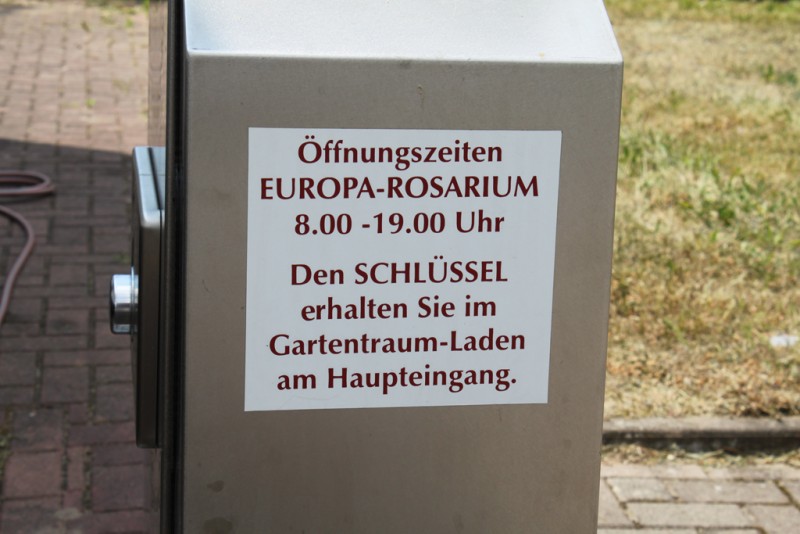 Öffnungszeiten
EUROPA-ROSARIUM
8.00 -19.00 Uhr
Den SCHLÜSSEL
erhalten Sie im
Gartentraum-Laden
am Haupteingang.